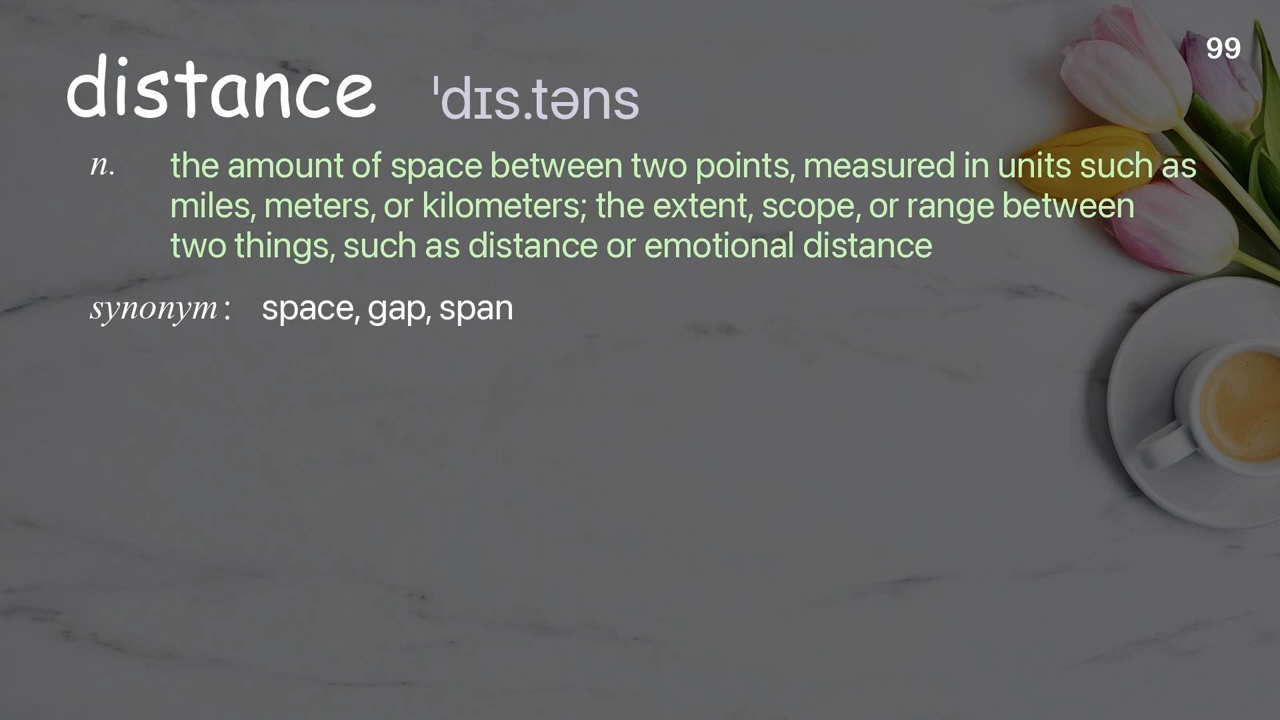 99
distance ˈdɪs.təns
n. the amount of space between two points, measured in units such as
miles, meters, or kilometers; the extent, scope, or range between
two things, such as distance or emotional distance
synonym: space, gap, span